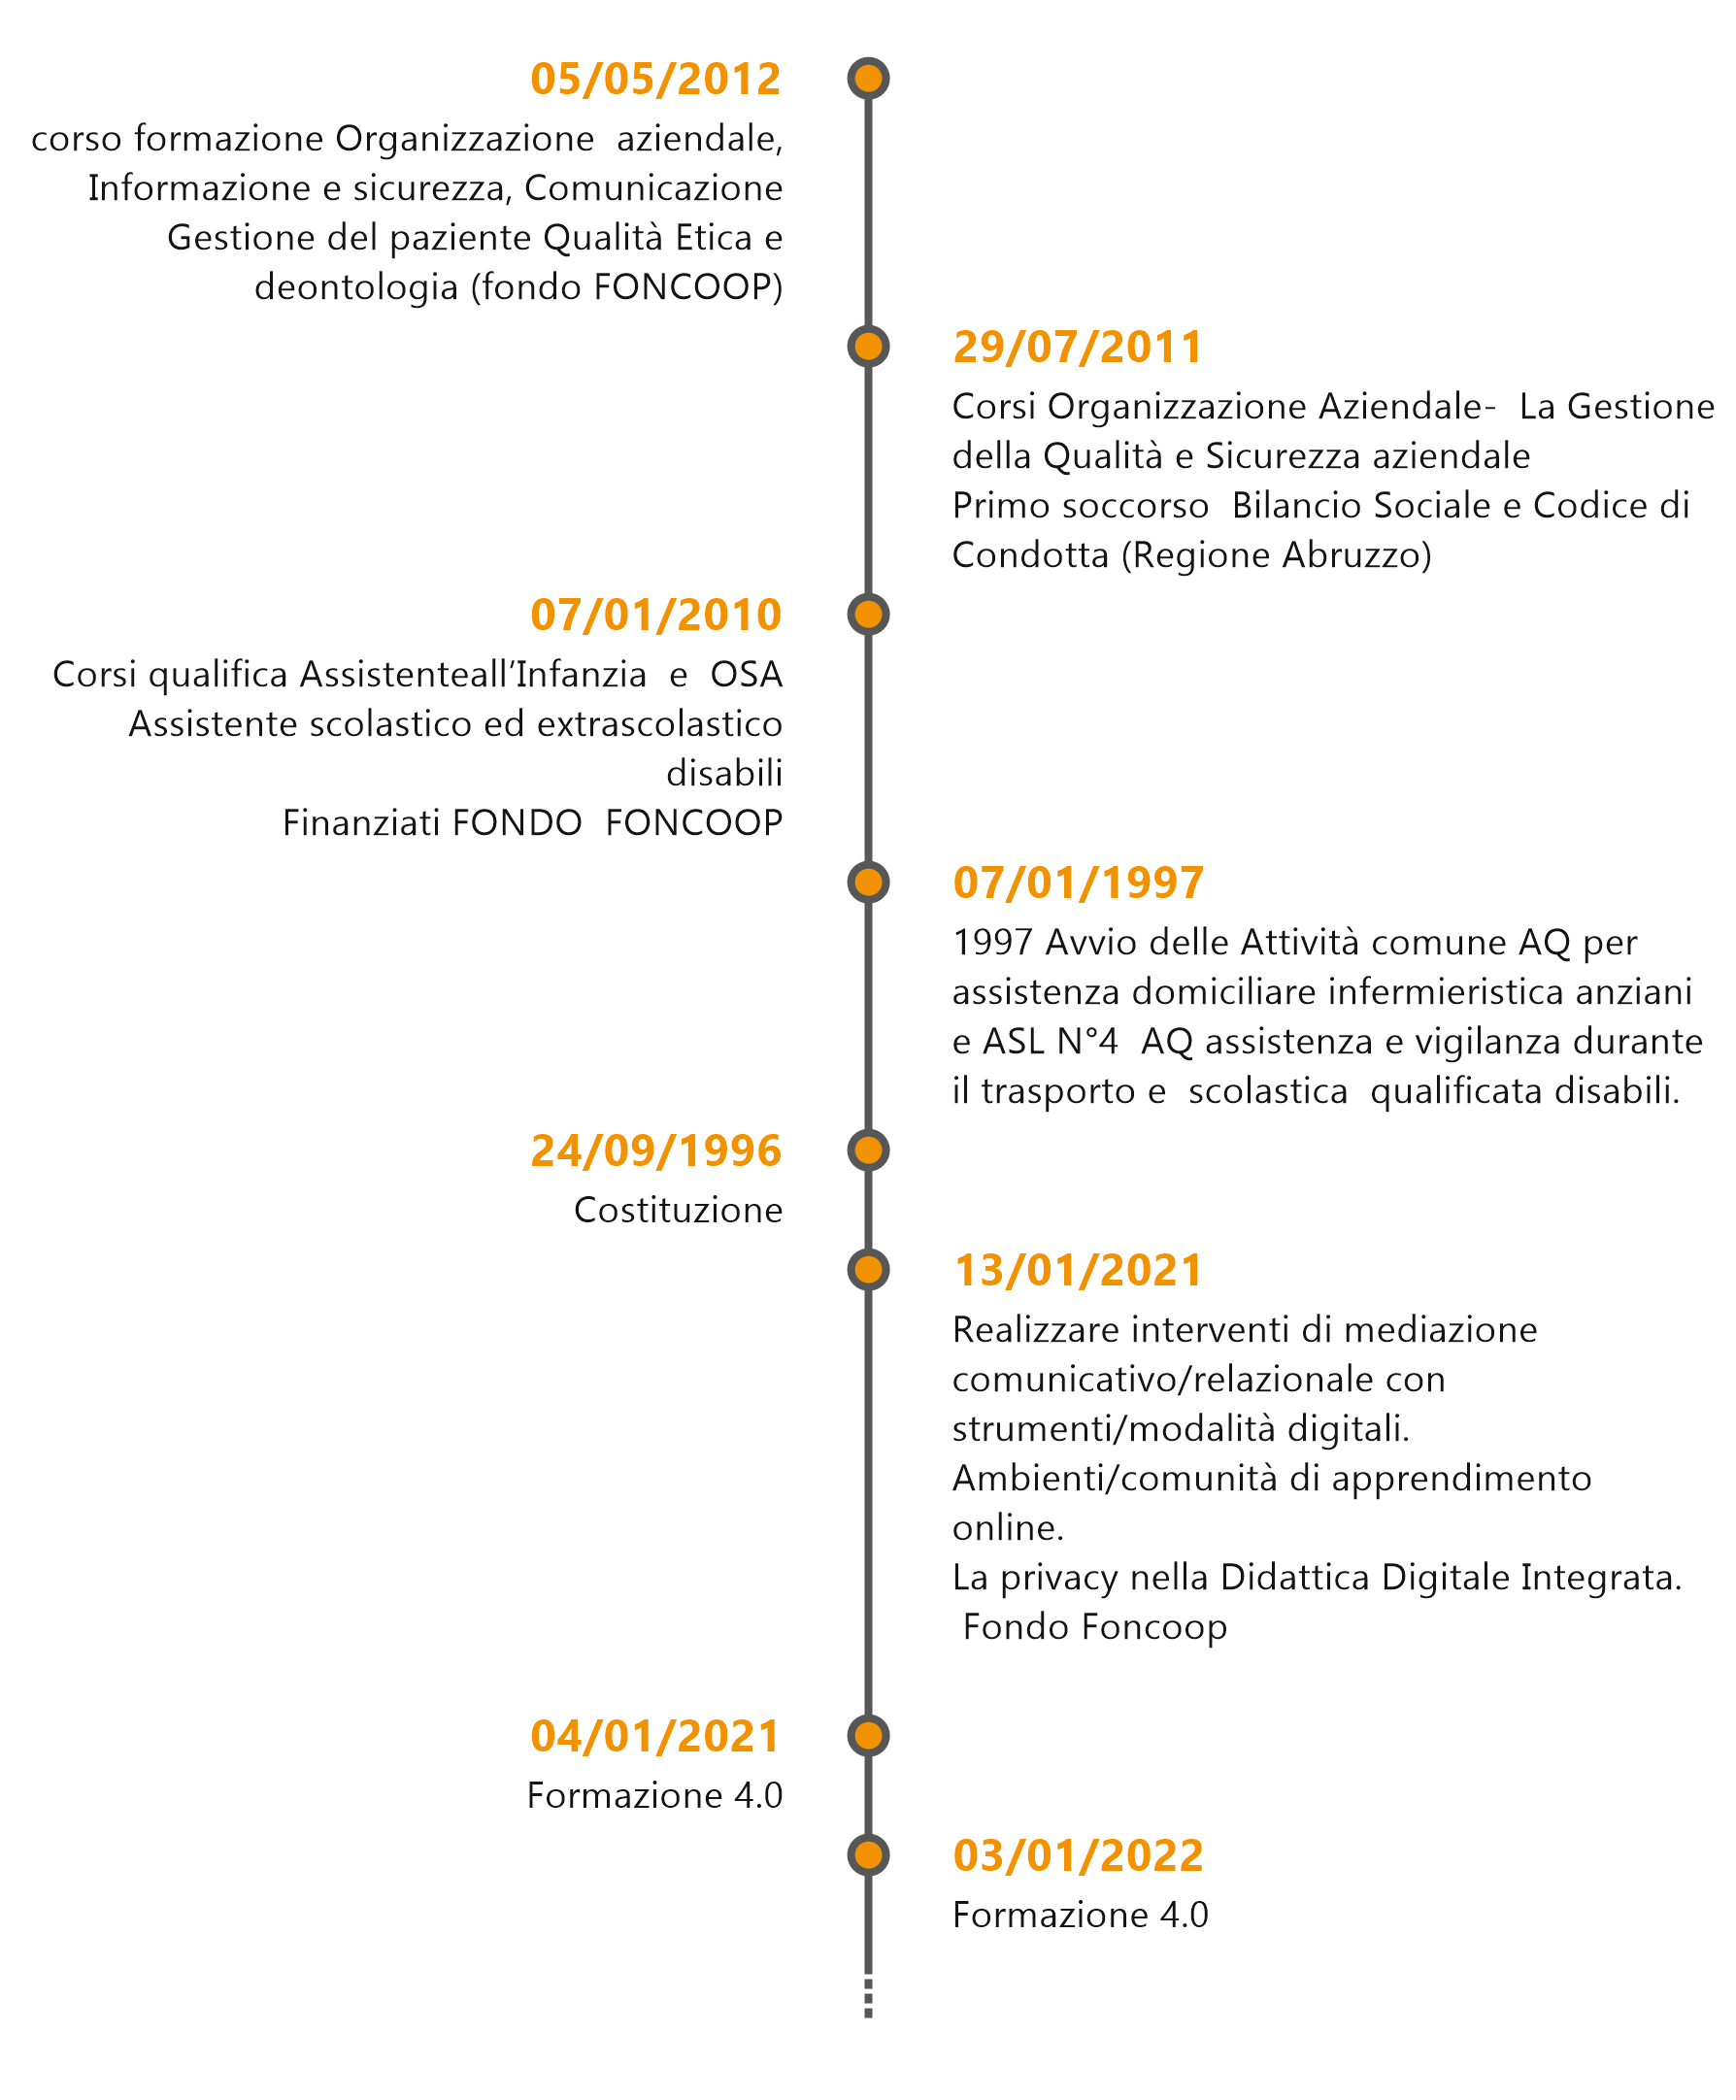 05/05/2012
corso formazione Organizzazione  aziendale,
Informazione e sicurezza, Comunicazione
Gestione del paziente Qualità Etica e
deontologia (fondo FONCOOP)
29/07/2011
Corsi Organizzazione Aziendale-  La Gestione
della Qualità e Sicurezza aziendale
Primo soccorso  Bilancio Sociale e Codice di
Condotta (Regione Abruzzo)
07/01/2010
Corsi qualifica Assistenteall’Infanzia  e  OSA
Assistente scolastico ed extrascolastico
disabili
Finanziati FONDO  FONCOOP
07/01/1997
1997 Avvio delle Attività comune AQ per
assistenza domiciliare infermieristica anziani
e ASL N°4  AQ assistenza e vigilanza durante
il trasporto e  scolastica  qualificata disabili.
24/09/1996
Costituzione
13/01/2021
Realizzare interventi di mediazione
comunicativo/relazionale con
strumenti/modalità digitali.
Ambienti/comunità di apprendimento
online.
La privacy nella Didattica Digitale Integrata.
Fondo Foncoop
04/01/2021
Formazione 4.0
03/01/2022
Formazione 4.0